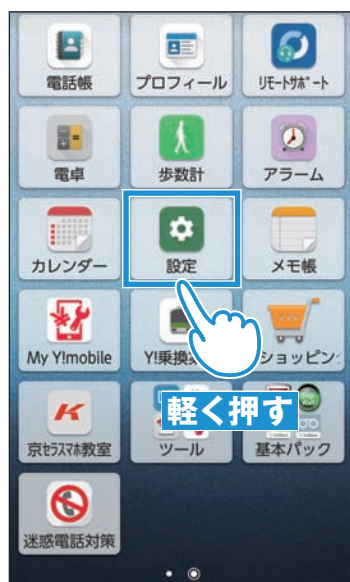 電話帳
プロフィール
リモートサポート
電卓
歩数計
アラーム
カレンダー
設定
メモ帳
My Y!mobile
Y!乗換
ショッピン
軽く押す
京セラスマホ教室
ツール
基本パック
迷惑電話対策